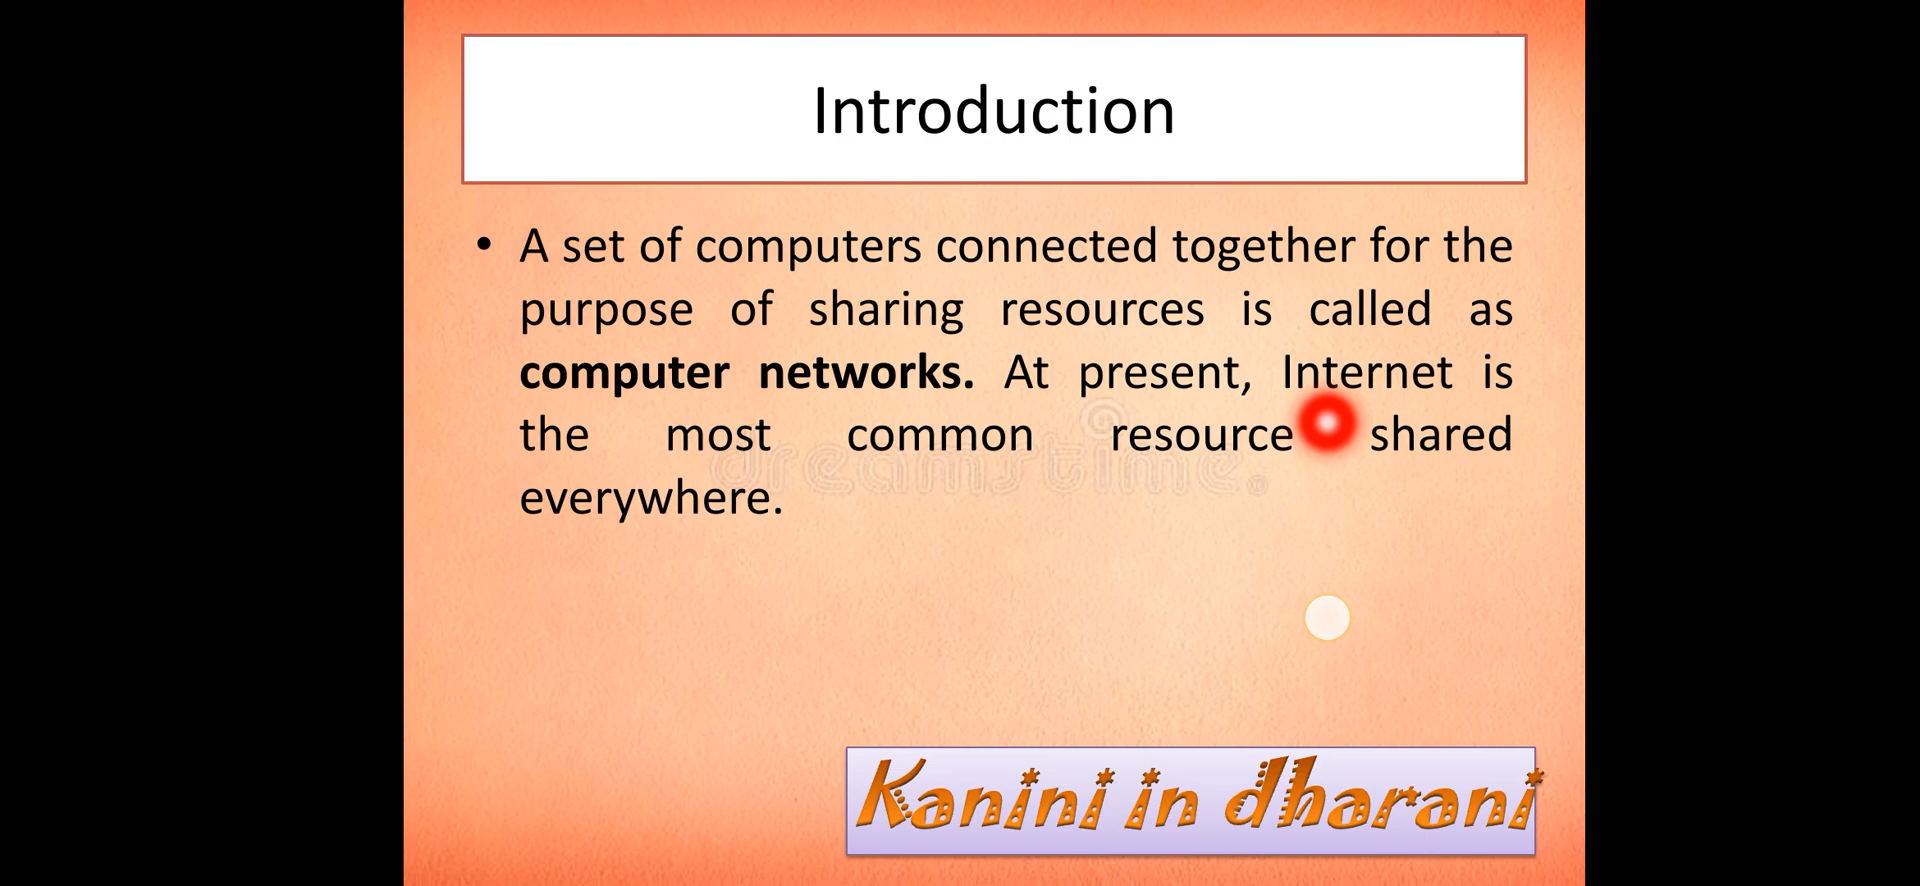 Introduction
• A set of computers connected together for the
purpose of sharing resources is called as
computer networks. At present, Internet is
the most common resource shared
everywhere.
dreamstime.
Kanini in dharani